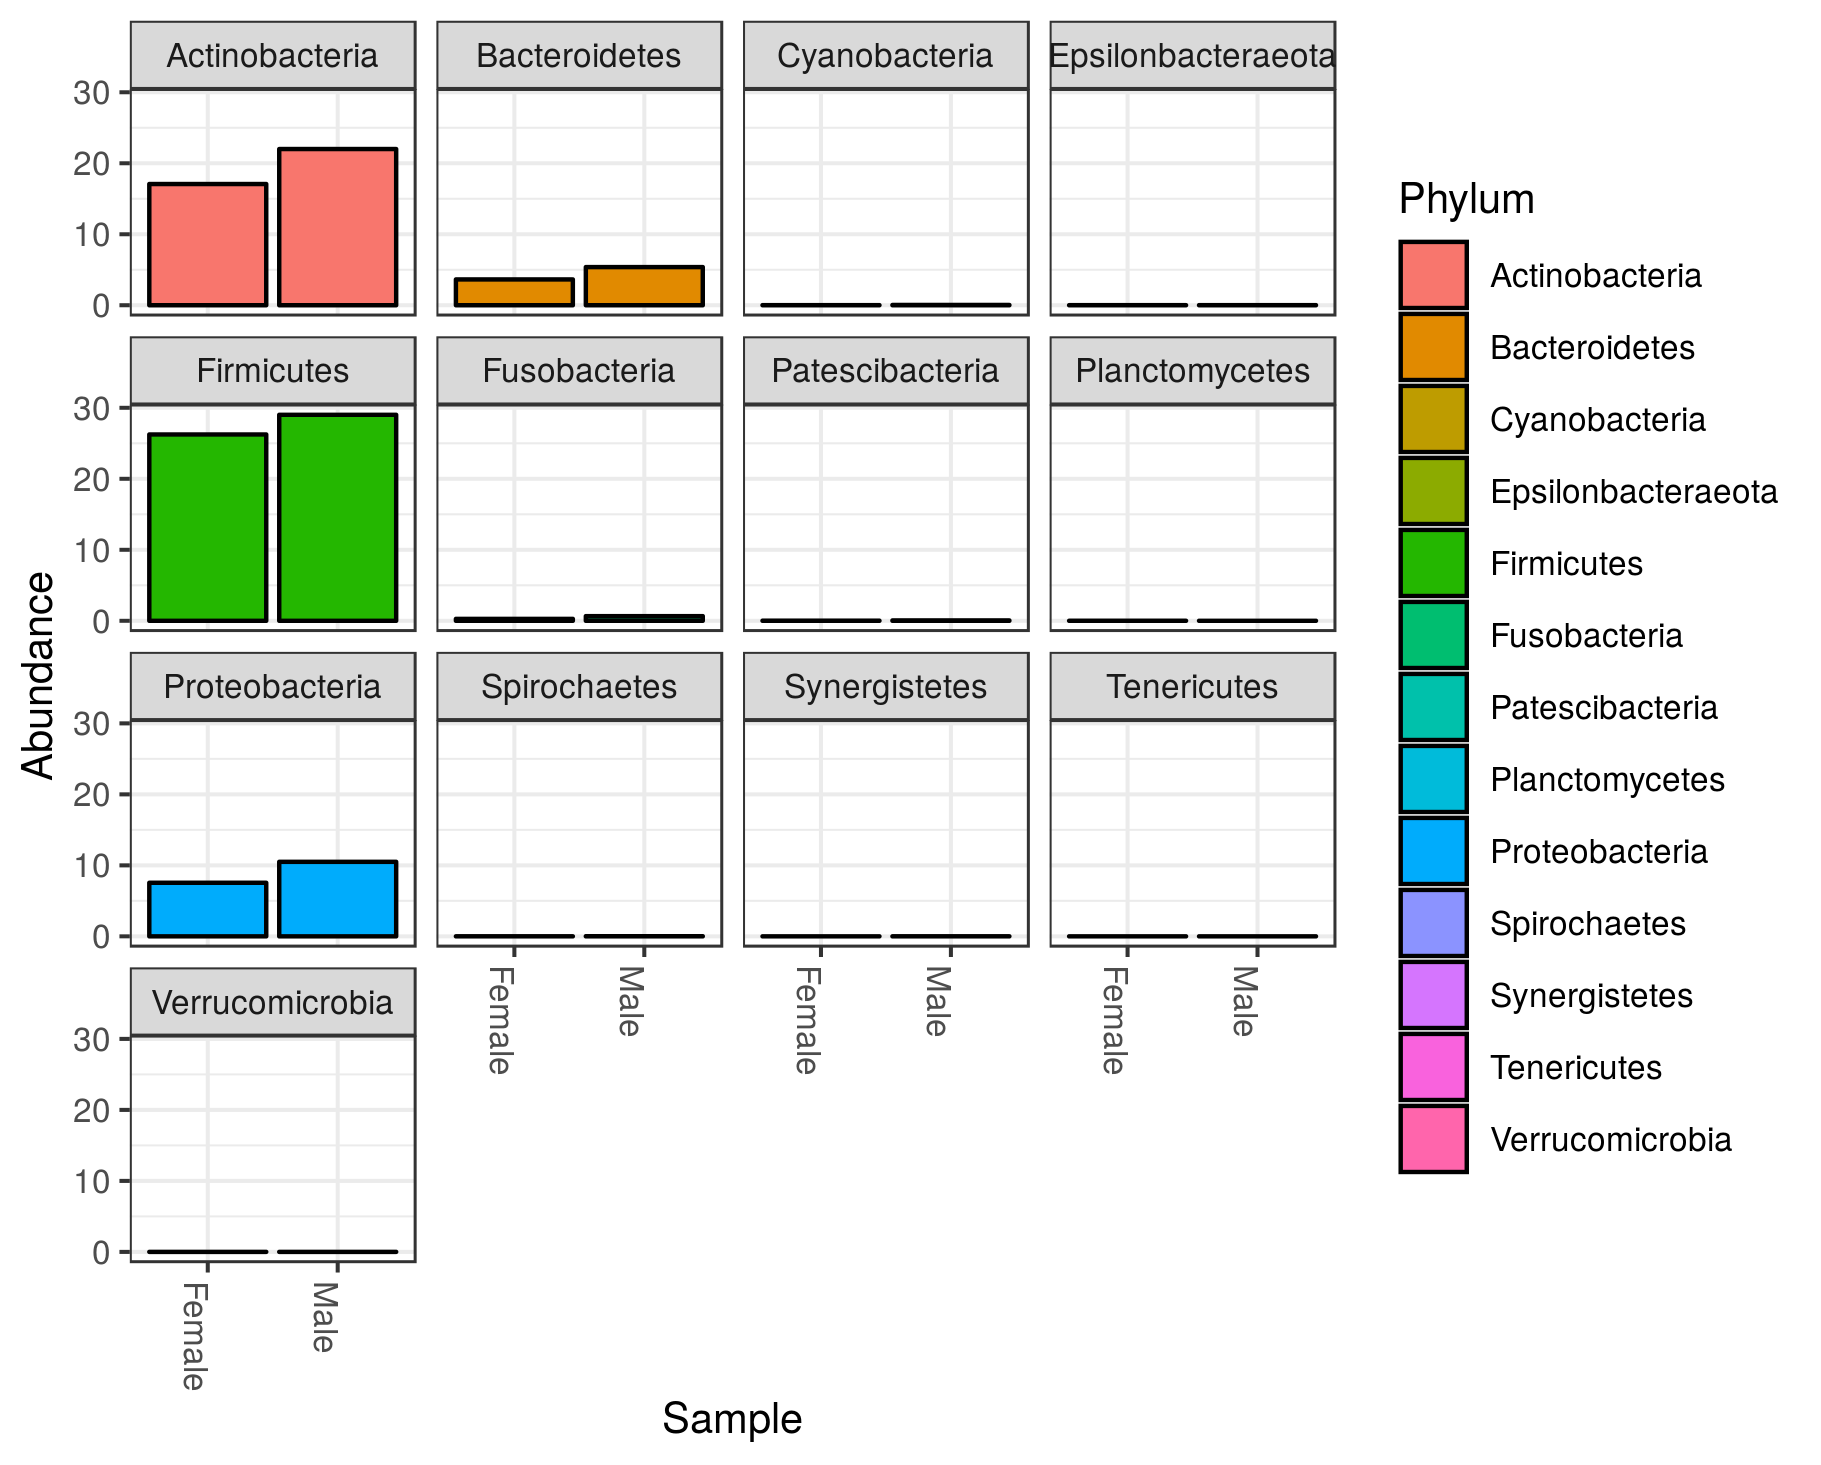 Actinobacteria
Bacteroidetes
Cyanobacteria
Epsilonbacteraeota
30
20
10
0
Firmicutes
Fusobacteria
Patescibacteria
Planctomycetes
30
20
10
0
Proteobacteria
Spirochaetes
Synergistetes
Tenericutes
30
20
10
0
Female
Male
Female
Male
Female
Male
Verrucomicrobia
30
20
10
0
Female
Male
Abundance
Sample
Phylum
Actinobacteria
Bacteroidetes
Cyanobacteria
Epsilonbacteraeota
Firmicutes
Fusobacteria
Patescibacteria
Planctomycetes
Proteobacteria
Spirochaetes
Synergistetes
Tenericutes
Verrucomicrobia